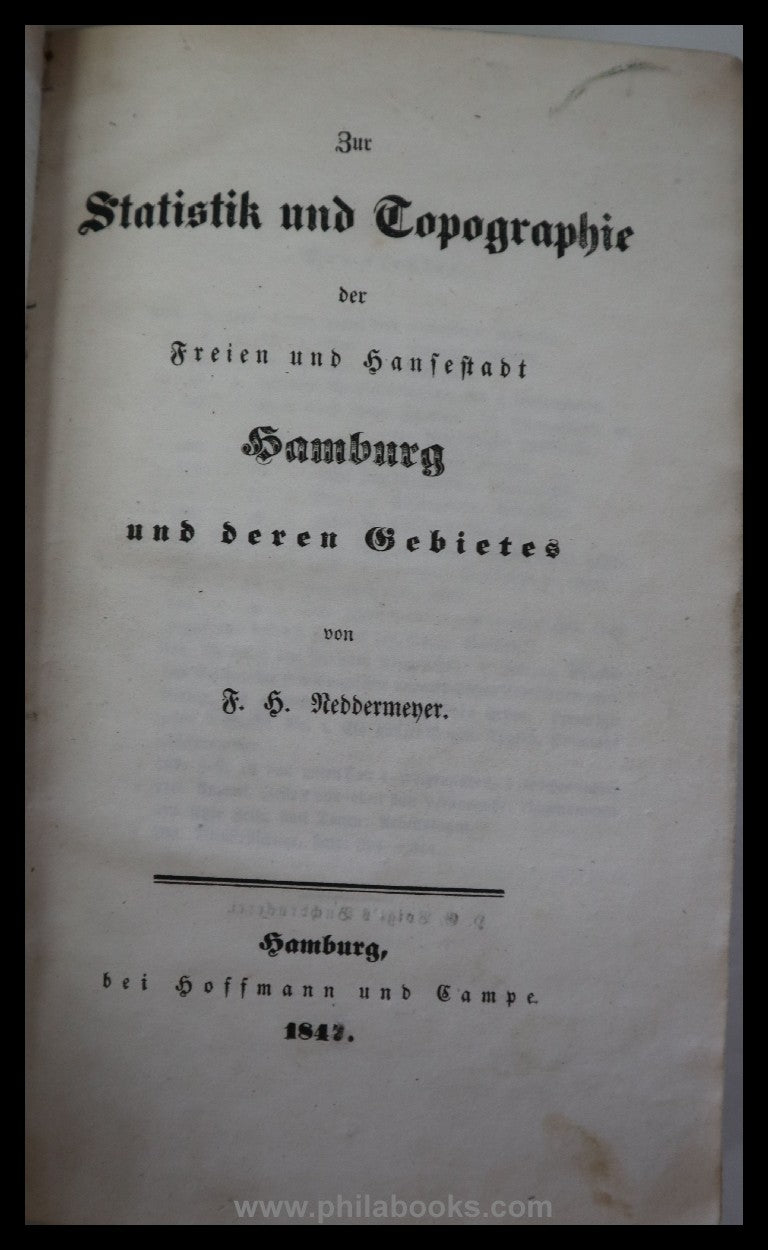 Zur
Statistik und Topographie
der
Freien und Hansestadt
Hamburg
und deren Gebietes
von
F. H. Neddermeyer.
Hamburg,
bei Hoffmann und Campe.
1847.
www.philabooks.com